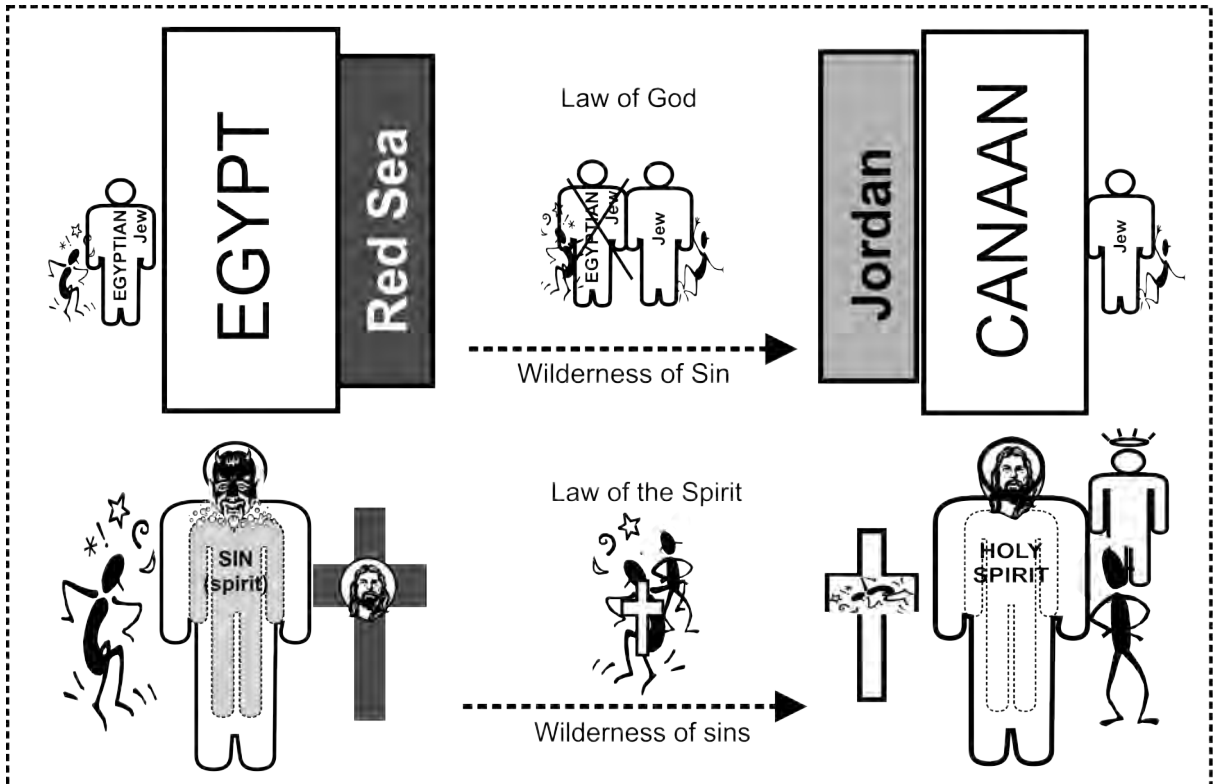 EGYPTIAN
Jew
EGYPT
Red Sea
Law of God
EGYPTIAN
Jew
Jew
Wilderness of Sin
Jordan
CANAAN
Jew
*!
SIN
(spirit)
Law of the Spirit
Wilderness of sins
HOLY
SPIRIT